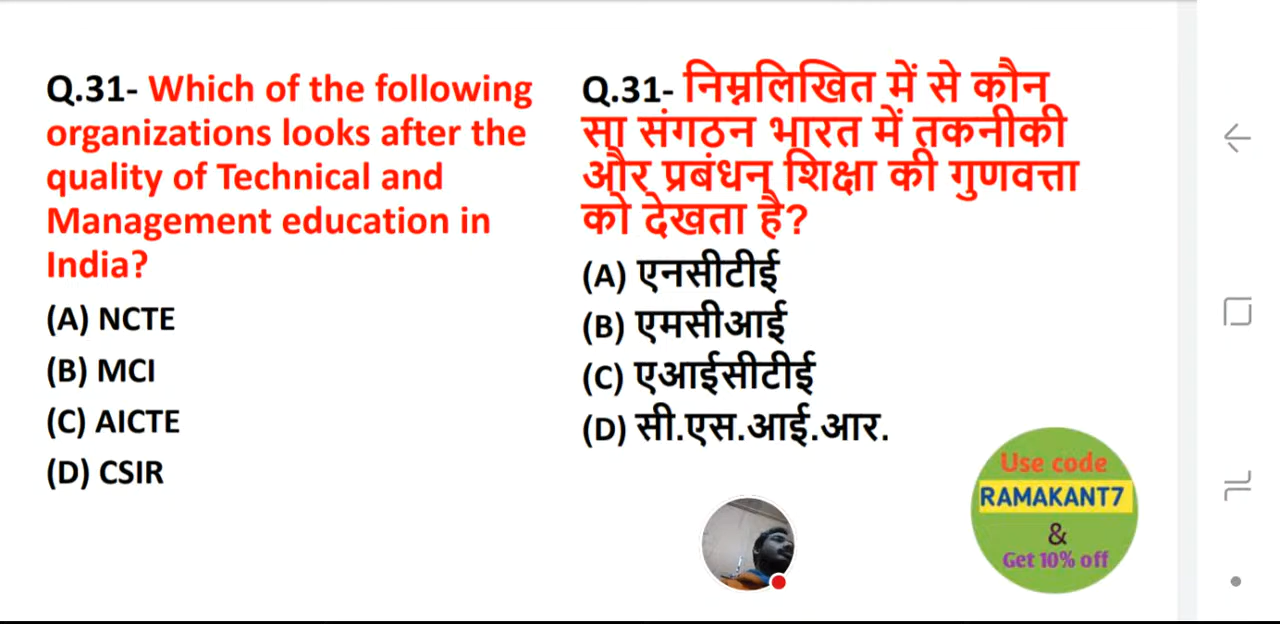 Q.31- Which of the following
organizations looks after the
quality of Technical and
Management education in
India?
(A) NCTE
(B) MCI
(C) AICTE
(D) CSIR
Q.31- निम्नलिखित में से कौन
सा संगठन भारत में तकनीकी
और प्रबंधन शिक्षा की गुणवत्ता
को देखता है?
(A) एनसीटीई
(B) एमसीआई
(C) एआईसीटीई
(D) सी.एस.आई.आर.
Use code
RAMAKANT7
&
Get 10% off